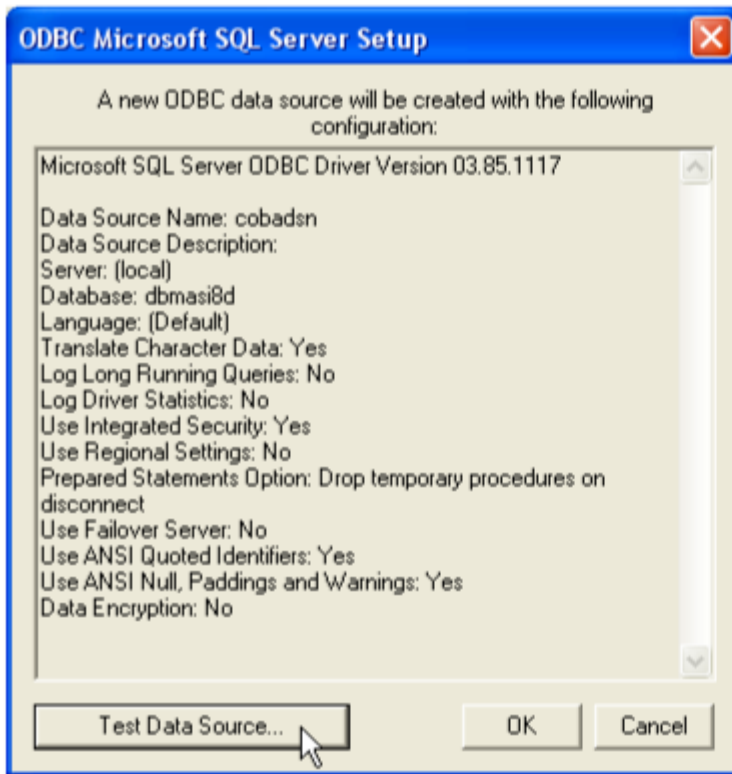 ODBC Microsoft SQL Server Setup
A new ODBC data source will be created with the following
configuration:
Microsoft SQL Server ODBC Driver Version 03.85.1117
Data Source Name: cobadsn
Data Source Description:
Server: (local)
Database: dbmasi8d
Language: (Default)
Translate Character Data: Yes
Log Long Running Queries: No
Log Driver Statistics: No
Use Integrated Security: Yes
Use Regional Settings: No
Prepared Statements Option: Drop temporary procedures on
disconnect
Use Failover Server: No
Use ANSI Quoted Identifiers: Yes
Use ANSI Null, Paddings and Warnings: Yes
Data Encryption: No
Test Data Source... OK Cancel